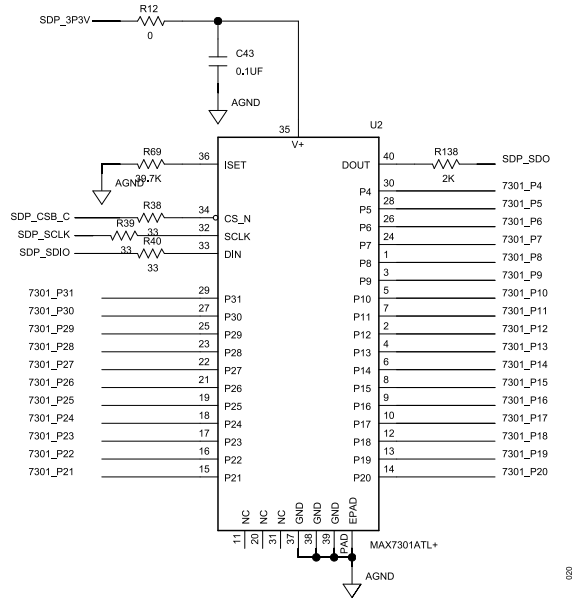 R12
SDP_3P3V
0
C43
0.1UF
AGND
U2
35
V+
R69
36
ISET
DOUT
40
R138
SDP_SDO
39.7K
2K
AGND
SDP_CSB_C
R38
34
CS_N
33
SDP_SCLK
R39
32
SCLK
33
SDP_SDIO
R40
33
DIN
33
30
P4
7301_P4
28
P5
7301_P5
26
P6
7301_P6
24
P7
7301_P7
1
P8
7301_P8
3
P9
7301_P9
7301_P31
29
P31
P10
5
7301_P10
7301_P30
27
P30
P11
7
7301_P11
7301_P29
25
P29
P12
2
7301_P12
7301_P28
23
P28
P13
4
7301_P13
7301_P27
22
P27
P14
6
7301_P14
7301_P26
21
P26
P15
8
7301_P15
7301_P25
19
P25
P16
9
7301_P16
7301_P24
18
P24
P17
10
7301_P17
7301_P23
17
P23
P18
12
7301_P18
7301_P22
16
P22
P19
13
7301_P19
7301_P21
15
P21
P20
14
7301_P20
NC
NC
NC
GND
GND
GND
EPAD
11
20
31
37
38
39
PAD
MAX7301ATL+
AGND
020